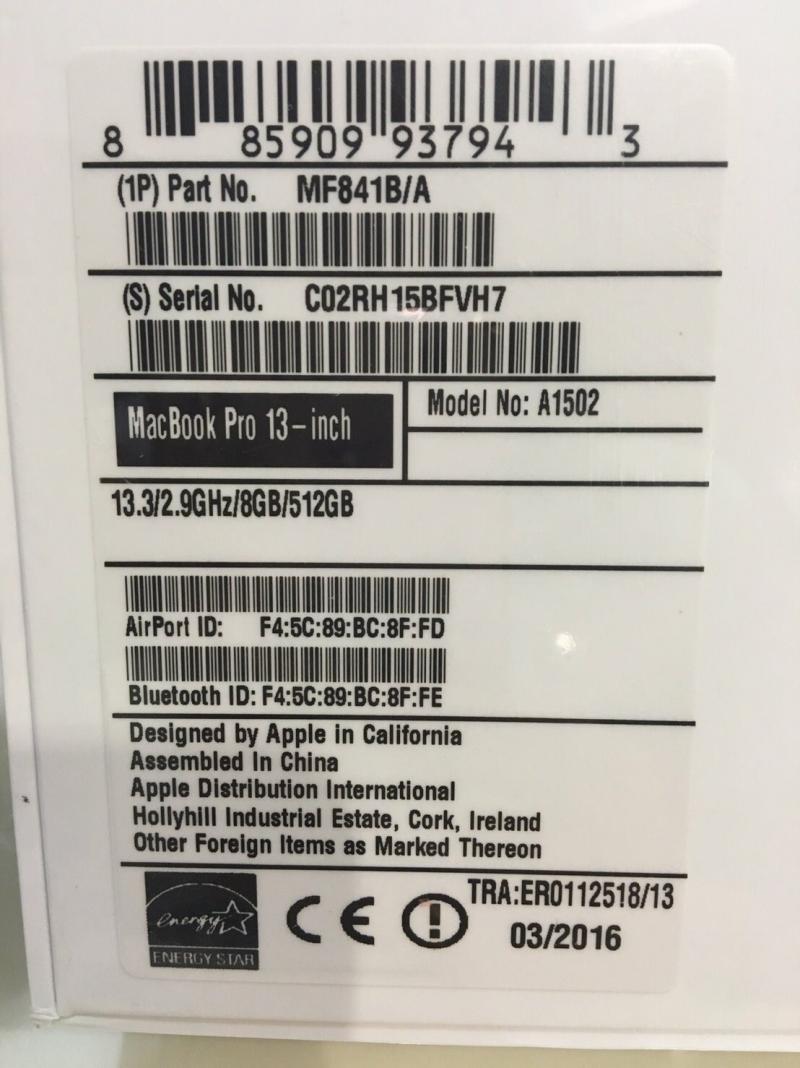 8 85909 93794 3
(1P) Part No. MF841B/A
(S) Serial No. C02RH15BFVH7
MacBook Pro 13-inch
Model No: A1502
13.3/2.9GHz/8GB/512GB
AirPort ID: F4:5C:89:BC:8F:FD
Bluetooth ID: F4:5C:89:BC:8F:FE
Designed by Apple in California
Assembled In China
Apple Distribution International
Hollyhill Industrial Estate, Cork, Ireland
Other Foreign Items as Marked Thereon
energy
ENERGY STAR
CE
TRA:ER0112518/13
03/2016